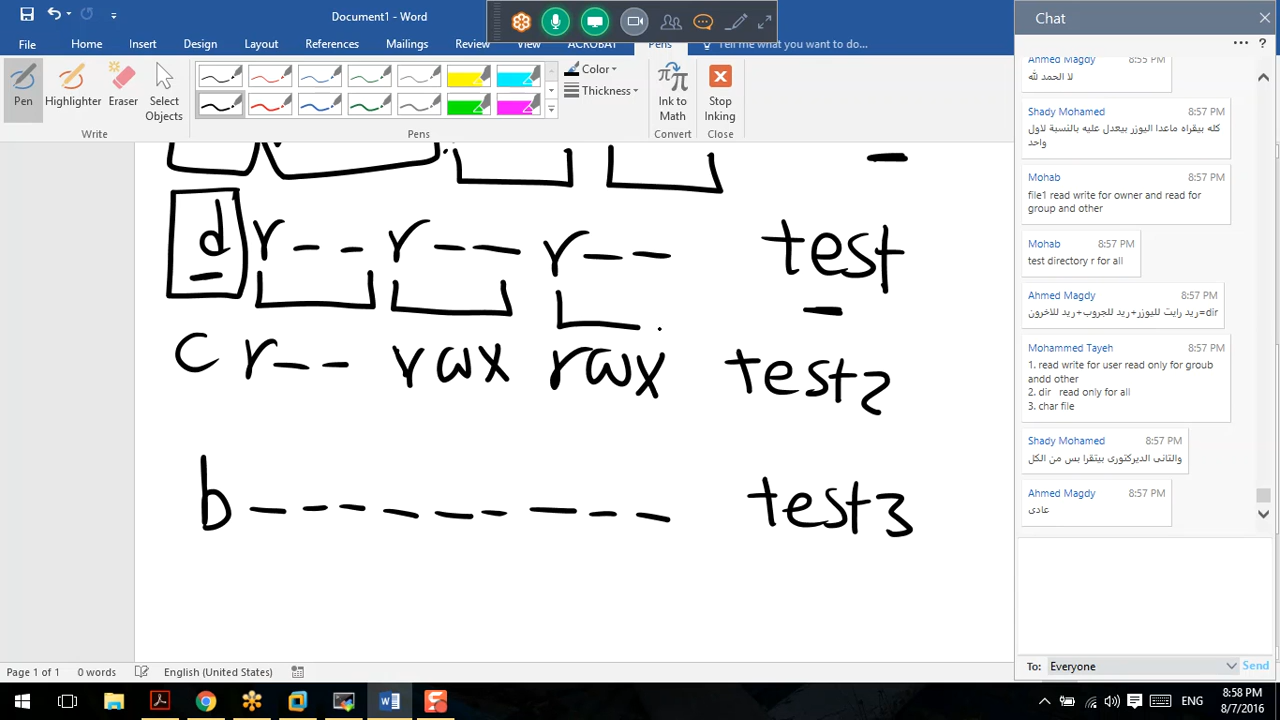 Document1 - Word
File Home Insert Design Layout References Mailings Review View ACROBAT Pens Tell me what you want to do...
Pen Highlighter Eraser Select Objects
Color
Thickness
Ink to Math
Stop Inking
Write Pens Convert Close
d r-- r-- r-- test
c r-- rwx rwx test2
b --------- test3
Chat
Ahmed Magdy 8:55 PM
لا الحمد لله
Shady Mohamed 8:57 PM
كله بيقراه ماعدا اليوزر بيعدل عليه بالنسبة لاول
واحد
Mohab 8:57 PM
file1 read write for owner and read for
group and other
Mohab 8:57 PM
test directory r for all
Ahmed Magdy 8:57 PM
ريد رايت لليوزر+ريد للجروب+ريد للاخرون=dir
Mohammed Tayeh 8:57 PM
1. read write for user read only for groub
andd other
2. dir read only for all
3. char file
Shady Mohamed 8:57 PM
والتانى الديركتورى بيتقرا بس من الكل
Ahmed Magdy 8:57 PM
عادى
To: Everyone Send
Page 1 of 1 0 words English (United States)
ENG 8:58 PM
8/7/2016